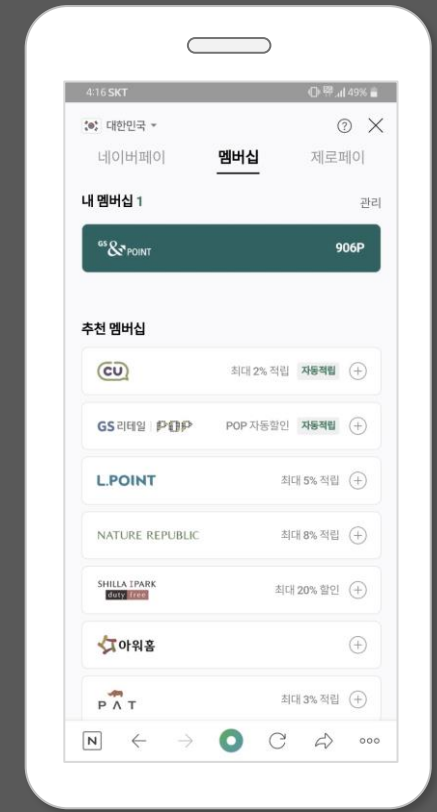 4:16 SKT 49%
대한민국
네이버페이 멤버십 제로페이
내 멤버십 1 관리
GS& POINT 906P
추천 멤버십
CU 최대 2% 적립 자동적립
GS리테일 POP POP 자동할인 자동적립
L.POINT 최대 5% 적립
NATURE REPUBLIC 최대 8% 적립
SHILLA IPARK
duty free 최대 20% 할인
아워홈
PAT 최대 3% 적립
N